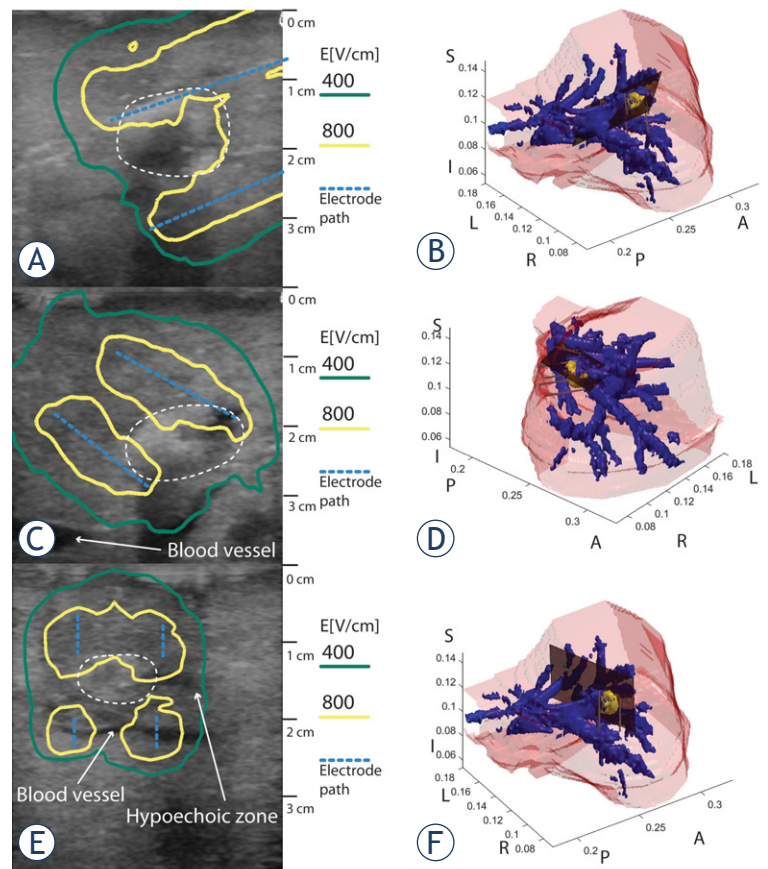 0 cm
E[V/cm]
400
1 cm
800
2 cm
Electrode
path
3 cm
A
S
0.14
0.12
0.1
0.08
0.06
I
0.18
0.16
0.14
0.12
0.1
0.08
L
R
P
A
0.2
0.25
0.3
B
0 cm
E[V/cm]
400
1 cm
800
2 cm
Electrode
path
3 cm
Blood vessel
C
S
0.14
0.12
0.1
0.08
0.06
I
P
0.2
0.25
0.3
A
R
L
0.08
0.1
0.12
0.14
0.16
0.18
D
0 cm
E[V/cm]
400
1 cm
800
2 cm
Electrode
path
3 cm
Blood vessel
Hypoechoic zone
E
S
0.14
0.12
0.1
0.08
0.06
I
0.18
0.16
0.14
0.12
0.1
0.08
L
R
P
A
0.2
0.25
0.3
F